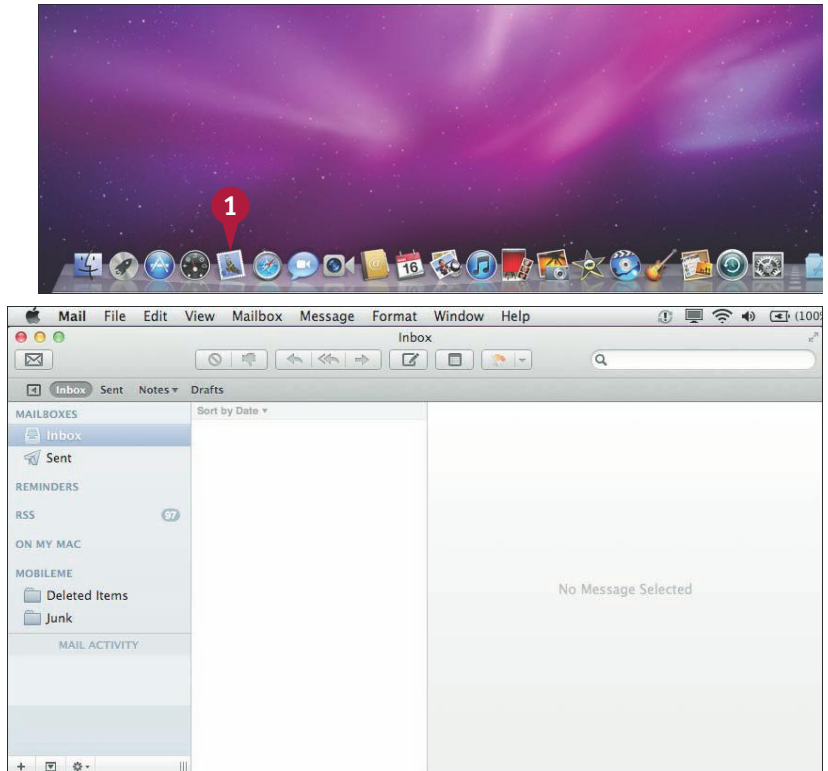 1
16
Mail File Edit View Mailbox Message Format Window Help (100%
Inbox
Inbox Sent Notes Drafts
MAILBOXES
Sort by Date
Inbox
Sent
REMINDERS
RSS 97
ON MY MAC
MOBILEME
Deleted Items
Junk
No Message Selected
MAIL ACTIVITY